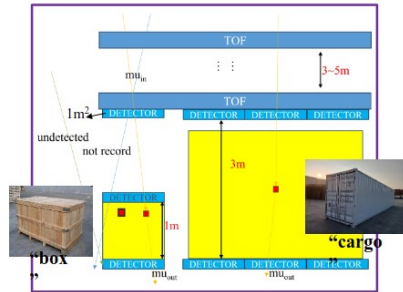 TOF
mu_in
⋮ ⋮
3~5m
TOF
1m²
DETECTOR
DETECTOR DETECTOR DETECTOR
undetected
not record
3m
DETECTOR
1m
“box
”
“cargo
”
DETECTOR
DETECTOR DETECTOR DETECTOR
mu_out
mu_out